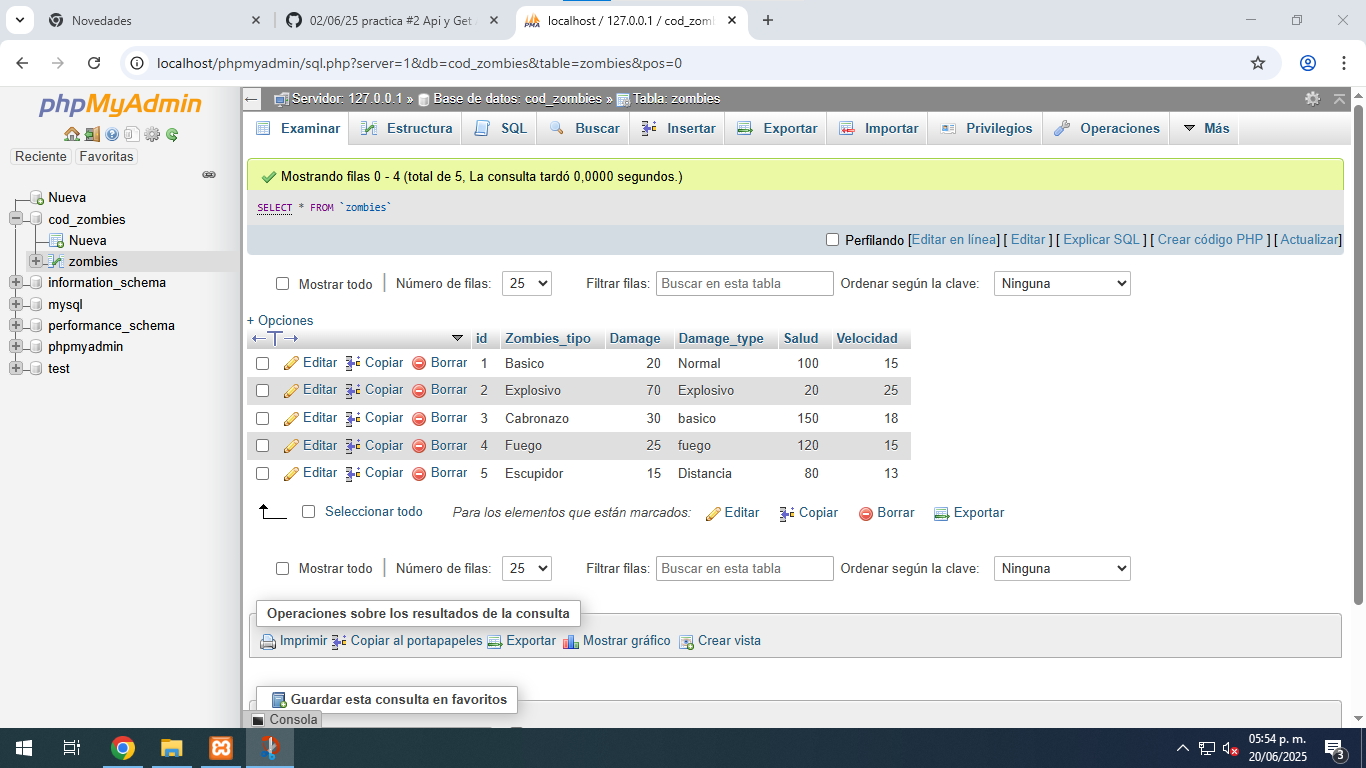 Novedades
02/06/25 practica #2 Api y Get
localhost / 127.0.0.1 / cod_zom
localhost/phpmyadmin/sql.php?server=1&db=cod_zombies&table=zombies&pos=0
phpMyAdmin
Reciente Favoritas
Nueva
cod_zombies
Nueva
zombies
information_schema
mysql
performance_schema
phpmyadmin
test
Servidor: 127.0.0.1 » Base de datos: cod_zombies » Tabla: zombies
Examinar Estructura SQL Buscar Insertar Exportar Importar Privilegios Operaciones Más
Mostrando filas 0 - 4 (total de 5, La consulta tardó 0,0000 segundos.)
SELECT * FROM `zombies`
Perfilando [Editar en línea] [ Editar ] [ Explicar SQL ] [ Crear código PHP ] [ Actualizar]
Mostrar todo Número de filas: 25 Filtrar filas: Buscar en esta tabla Ordenar según la clave: Ninguna
+ Opciones
id Zombies_tipo Damage Damage_type Salud Velocidad
Editar Copiar Borrar 1 Basico 20 Normal 100 15
Editar Copiar Borrar 2 Explosivo 70 Explosivo 20 25
Editar Copiar Borrar 3 Cabronazo 30 basico 150 18
Editar Copiar Borrar 4 Fuego 25 fuego 120 15
Editar Copiar Borrar 5 Escupidor 15 Distancia 80 13
Seleccionar todo Para los elementos que están marcados: Editar Copiar Borrar Exportar
Mostrar todo Número de filas: 25 Filtrar filas: Buscar en esta tabla Ordenar según la clave: Ninguna
Operaciones sobre los resultados de la consulta
Imprimir Copiar al portapapeles Exportar Mostrar gráfico Crear vista
Guardar esta consulta en favoritos
Consola
05:54 p. m.
20/06/2025
3